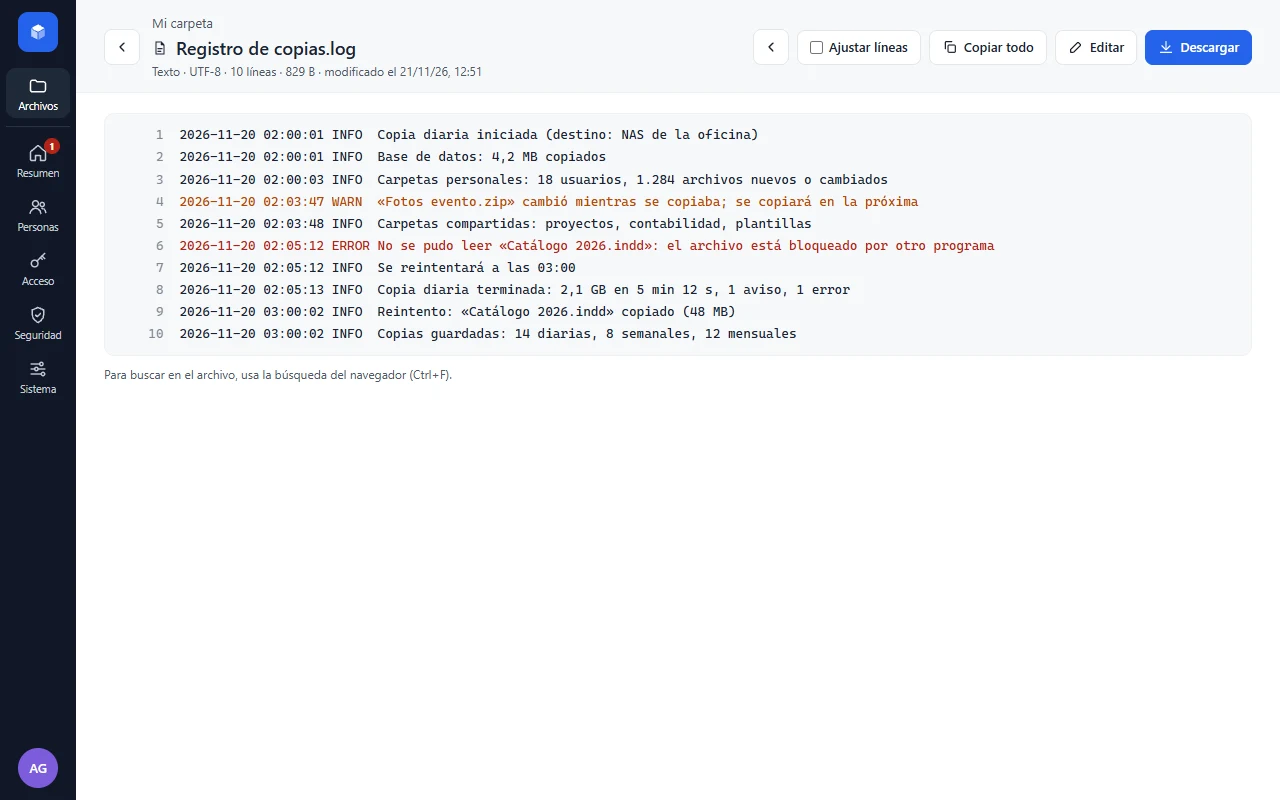 Mi carpeta
Registro de copias.log
Texto · UTF-8 · 10 líneas · 829 B · modificado el 21/11/26, 12:51
Ajustar líneas
Copiar todo
Editar
Descargar
Archivos
1
Resumen
Personas
Acceso
Seguridad
Sistema
AG
1 2026-11-20 02:00:01 INFO  Copia diaria iniciada (destino: NAS de la oficina)
2 2026-11-20 02:00:01 INFO  Base de datos: 4,2 MB copiados
3 2026-11-20 02:00:03 INFO  Carpetas personales: 18 usuarios, 1.284 archivos nuevos o cambiados
4 2026-11-20 02:03:47 WARN  «Fotos evento.zip» cambió mientras se copiaba; se copiará en la próxima
5 2026-11-20 02:03:48 INFO  Carpetas compartidas: proyectos, contabilidad, plantillas
6 2026-11-20 02:05:12 ERROR No se pudo leer «Catálogo 2026.indd»: el archivo está bloqueado por otro programa
7 2026-11-20 02:05:12 INFO  Se reintentará a las 03:00
8 2026-11-20 02:05:13 INFO  Copia diaria terminada: 2,1 GB en 5 min 12 s, 1 aviso, 1 error
9 2026-11-20 03:00:02 INFO  Reintento: «Catálogo 2026.indd» copiado (48 MB)
10 2026-11-20 03:00:02 INFO  Copias guardadas: 14 diarias, 8 semanales, 12 mensuales
Para buscar en el archivo, usa la búsqueda del navegador (Ctrl+F).